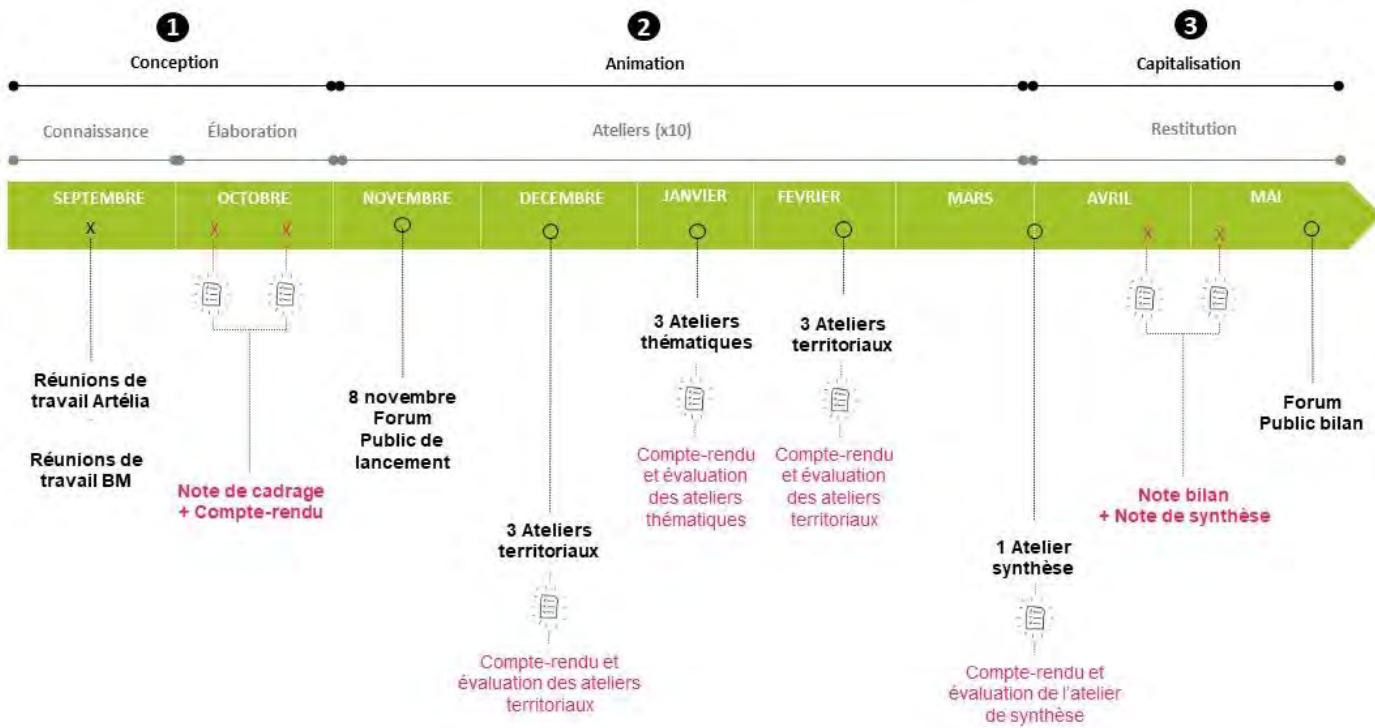 1
2
3
Conception
Animation
Capitalisation
Connaissance
Élaboration
Ateliers (x10)
Restitution
SEPTEMBRE
OCTOBRE
NOVEMBRE
DECEMBRE
JANVIER
FEVRIER
MARS
AVRIL
MAI
X
X
X
X
X
Réunions de
travail Artélia
Réunions de
travail BM
Note de cadrage
+ Compte-rendu
8 novembre
Forum
Public de
lancement
3 Ateliers
territoriaux
Compte-rendu et
évaluation des ateliers
territoriaux
3 Ateliers
thématiques
Compte-rendu
et évaluation
des ateliers
thématiques
3 Ateliers
territoriaux
Compte-rendu
et évaluation
des ateliers
territoriaux
1 Atelier
synthèse
Compte-rendu et
évaluation de l'atelier
de synthèse
Note bilan
+ Note de synthèse
Forum
Public bilan